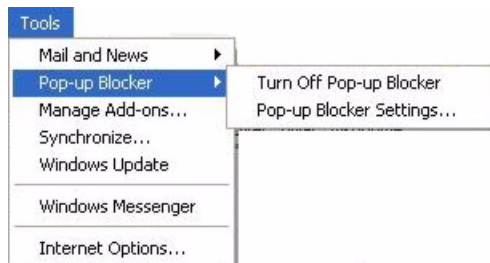 Tools
Mail and News
Pop-up Blocker
Turn Off Pop-up Blocker
Manage Add-ons...
Pop-up Blocker Settings...
Synchronize...
Windows Update
Windows Messenger
Internet Options...